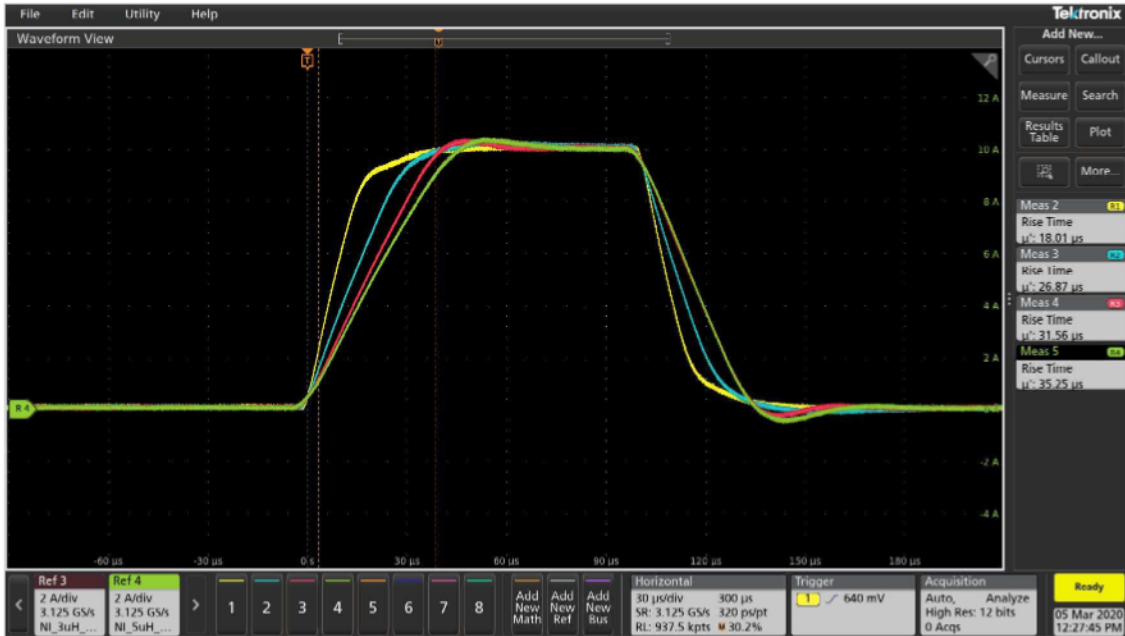 File Edit Utility Help
Tektronix
Waveform View
Add New...
Cursors Callout
Measure Search
Results Table Plot
More...
T
T
12 A
10 A
8 A
6 A
4 A
2 A
-2 A
-4 A
R 4
-60 µs -30 µs 0 s 30 µs 60 µs 90 µs 120 µs 150 µs 180 µs
Meas 2 R1
Rise Time
µ': 18.01 µs
Meas 3 R2
Rise Time
µ': 26.87 µs
Meas 4 R3
Rise Time
µ': 31.56 µs
Meas 5 R4
Rise Time
µ': 35.25 µs
Ref 3
2 A/div
3.125 GS/s
NI_3uH_...
Ref 4
2 A/div
3.125 GS/s
NI_5uH_...
1 2 3 4 5 6 7 8
Add New Math
Add New Ref
Add New Bus
Horizontal
30 µs/div 300 µs
SR: 3.125 GS/s 320 ps/pt
RL: 937.5 kpts 30.2%
Trigger
1 640 mV
Acquisition
Auto, Analyze
High Res: 12 bits
0 Acqs
Ready
05 Mar 2020
12:27:45 PM